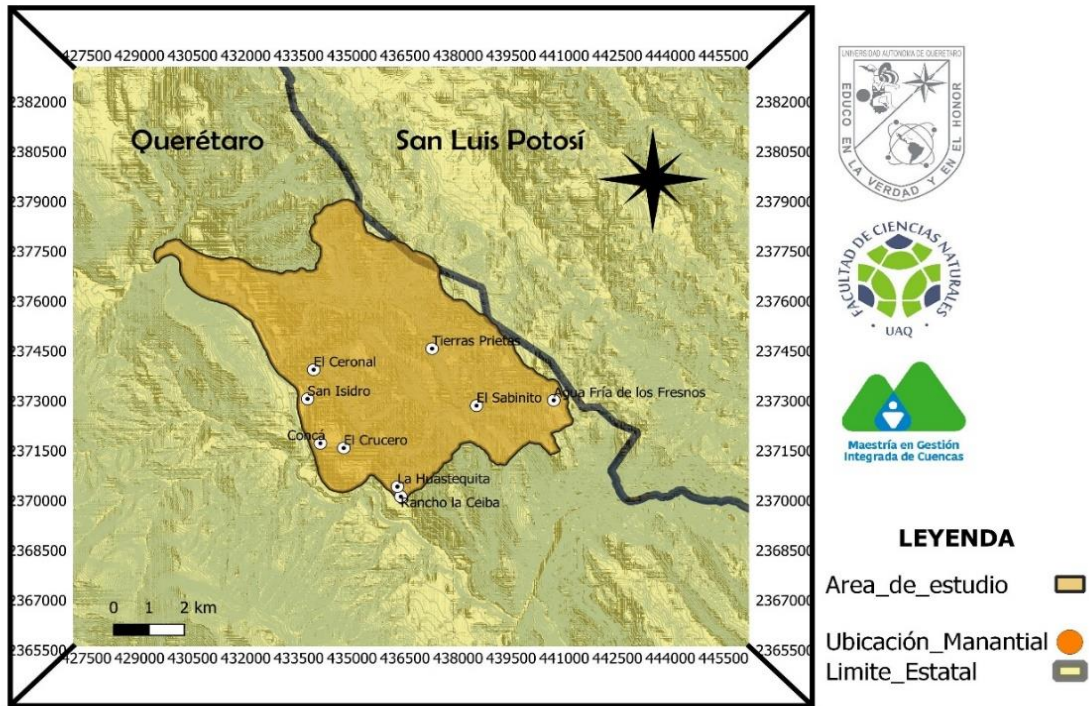 427500 429000 430500 432000 433500 435000 436500 438000 439500 441000 442500 444000 445500
2382000
2380500
2379000
2377500
2376000
2374500
2373000
2371500
2370000
2368500
2367000
2365500
Querétaro
San Luis Potosí
Tierras Prietas
El Ceronal
San Isidro
El Sabinito
Agua Fría de los Fresnos
Concá
El Crucero
La Huastequita
Rancho la Ceiba
0 1 2 km
2382000
2380500
2379000
2377500
2376000
2374500
2373000
2371500
2370000
2368500
2367000
2365500
427500 429000 430500 432000 433500 435000 436500 438000 439500 441000 442500 444000 445500
UNIVERSIDAD AUTONOMA DE QUERETARO
EDUCO EN LA VERDAD Y EN EL HONOR
FACULTAD DE CIENCIAS NATURALES
· UAQ ·
Maestría en Gestión
Integrada de Cuencas
LEYENDA
Area_de_estudio
Ubicación_Manantial
Limite_Estatal